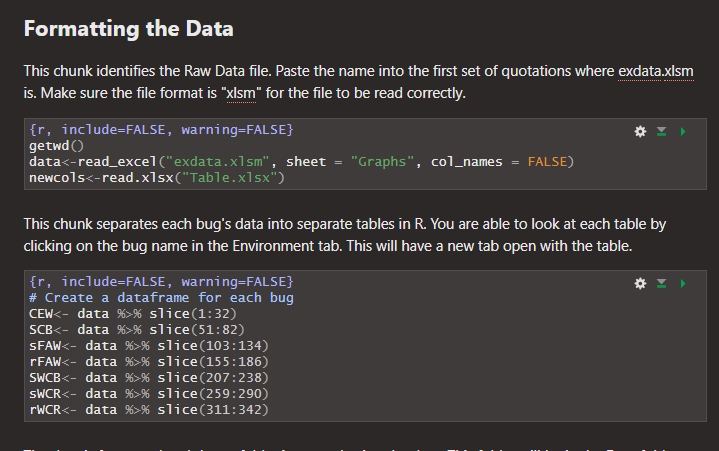 Formatting the Data
This chunk identifies the Raw Data file. Paste the name into the first set of quotations where exdata.xlsm
is. Make sure the file format is "xlsm" for the file to be read correctly.
{r, include=FALSE, warning=FALSE}
getwd()
data<-read_excel("exdata.xlsm", sheet = "Graphs", col_names = FALSE)
newcols<-read.xlsx("Table.xlsx")
This chunk separates each bug's data into separate tables in R. You are able to look at each table by
clicking on the bug name in the Environment tab. This will have a new tab open with the table.
{r, include=FALSE, warning=FALSE}
# Create a dataframe for each bug
CEW<- data %>% slice(1:32)
SCB<- data %>% slice(51:82)
sFAW<- data %>% slice(103:134)
rFAW<- data %>% slice(155:186)
SWCB<- data %>% slice(207:238)
sWCR<- data %>% slice(259:290)
rWCR<- data %>% slice(311:342)